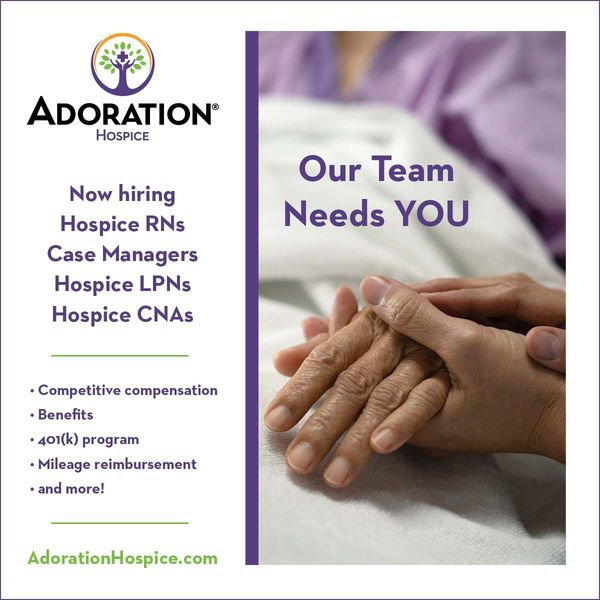 ADORATION®
HOSPICE
Now hiring
Hospice RNs
Case Managers
Hospice LPNs
Hospice CNAs
• Competitive compensation
• Benefits
• 401(k) program
• Mileage reimbursement
• and more!
AdorationHospice.com
Our Team
Needs YOU